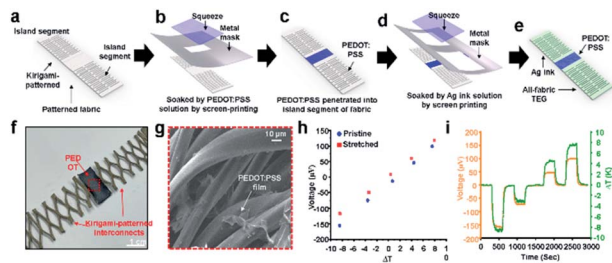 a
b
c
d
e
Island segment
Island
segment
Kirigami-
patterned
Patterned fabric
Squeeze
Metal
mask
Soaked by PEDOT:PSS
solution by screen-printing
PEDOT:
PSS
PEDOT:PSS penetrated into
island segment of fabric
Squeeze
Metal
mask
Soaked by Ag ink solution
by screen printing
PEDOT:
PSS
Ag ink
All-fabric
TEG
f
PED
OT
Kirigami-patterned
interconnects
1 cm
g
10 μm
PEDOT:PSS
film
h
Pristine
Stretched
Voltage (μV)
200
150
100
50
0
-50
-100
-150
-200
-8
-6
-4
-2
0
2
4
6
8
0
ΔT
i
Voltage (μV)
200
150
100
50
0
-50
-100
-150
-200
0
500
1000
1500
2000
2500
3000
Time (Sec)
10
8
6
4
2
0
-2
-4
-6
-8
-10
ΔT (K)